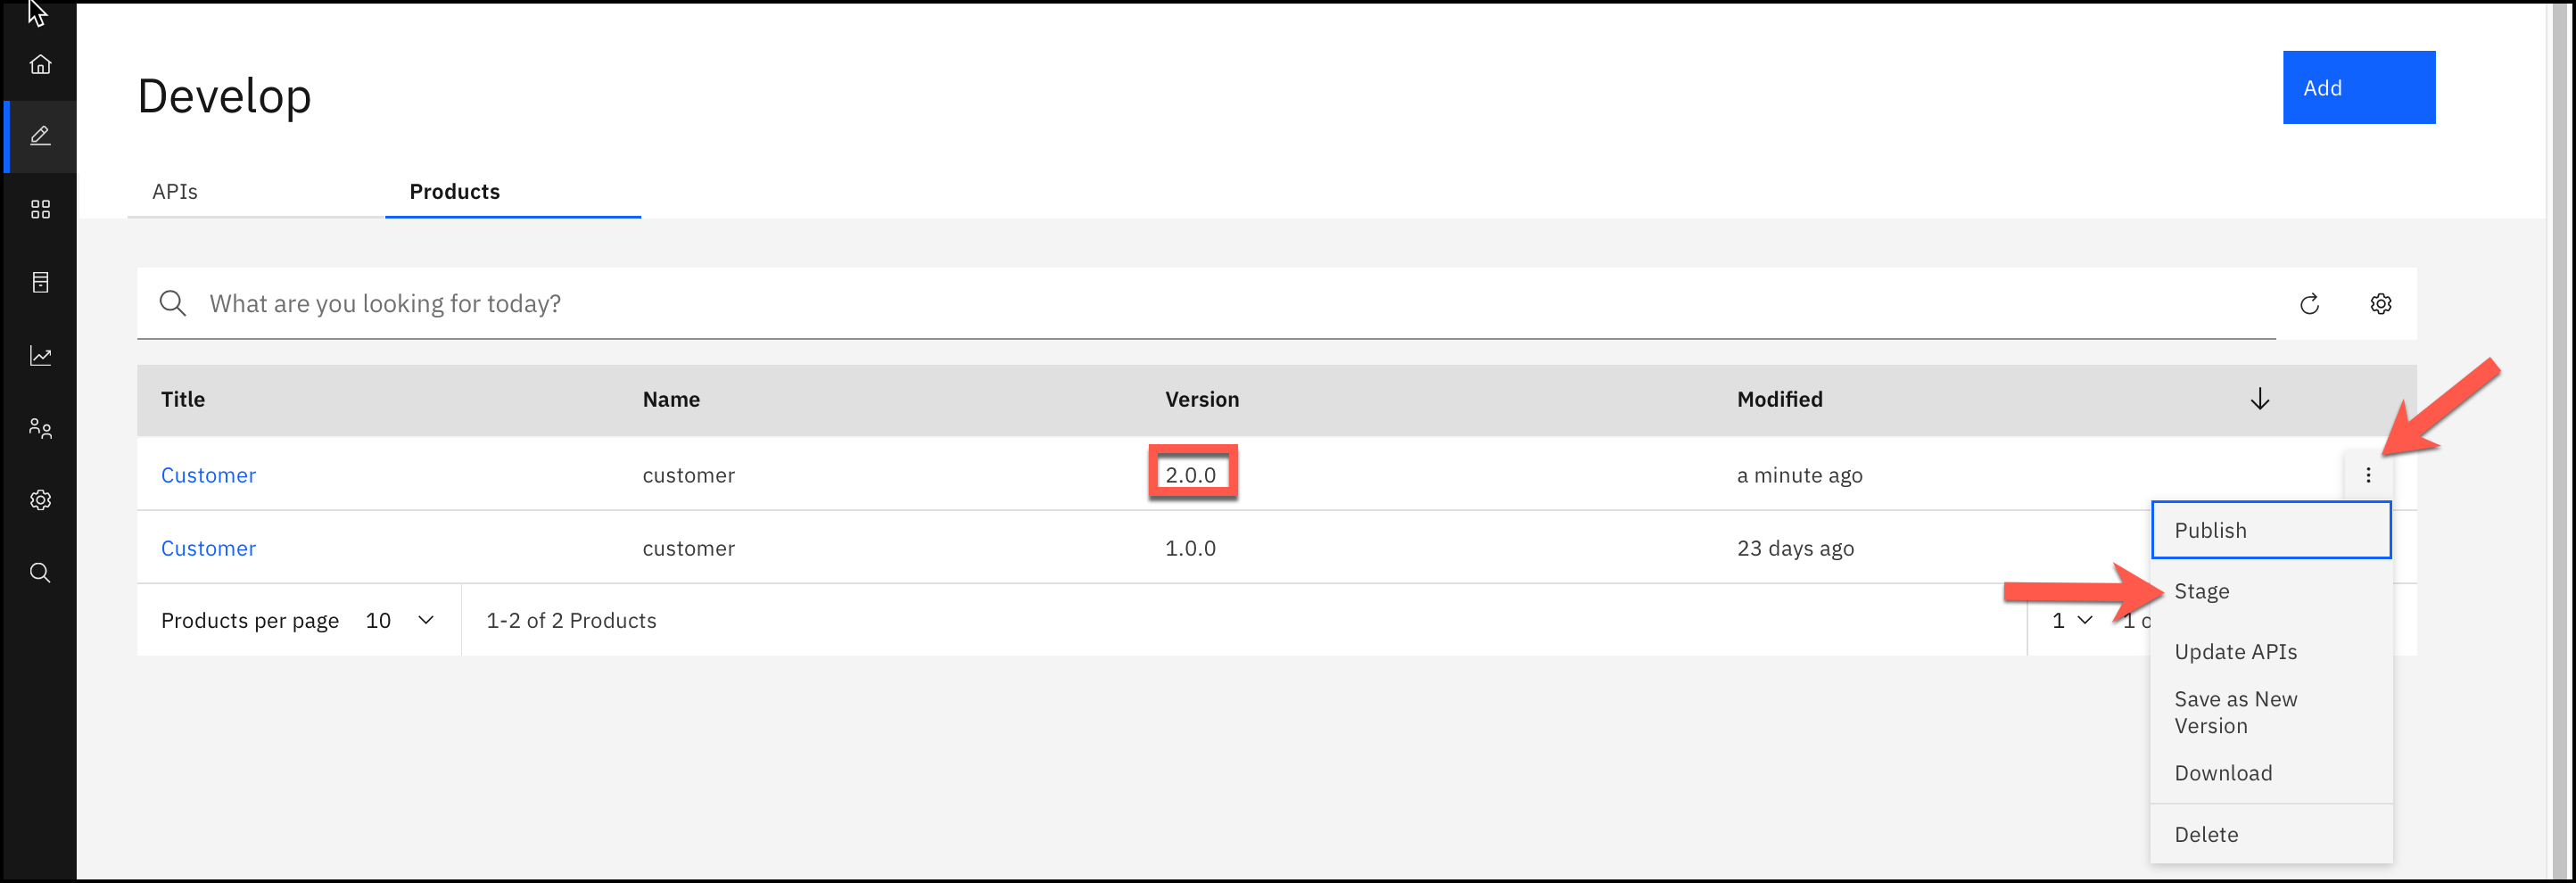 Develop
Add
APIs
Products
What are you looking for today?
Title Name Version Modified
Customer customer 2.0.0 a minute ago
Customer customer 1.0.0 23 days ago
Products per page 10 1-2 of 2 Products 1 1
Publish
Stage
Update APIs
Save as New
Version
Download
Delete